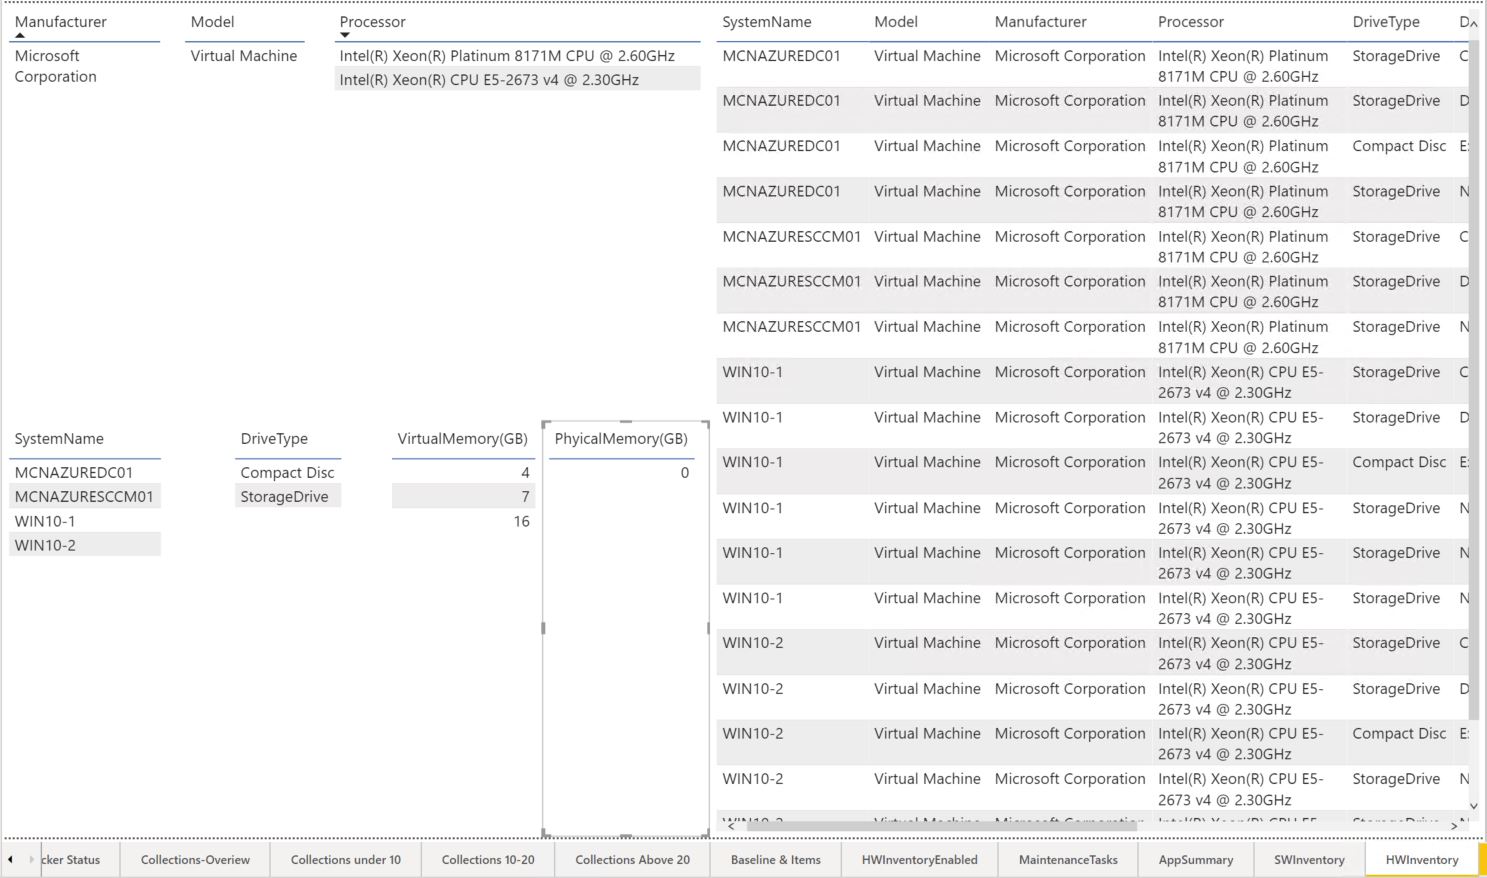 Manufacturer
Model
Processor
Microsoft
Corporation
Virtual Machine
Intel(R) Xeon(R) Platinum 8171M CPU @ 2.60GHz
Intel(R) Xeon(R) CPU E5-2673 v4 @ 2.30GHz
SystemName
DriveType
VirtualMemory(GB)
PhyicalMemory(GB)
MCNAZUREDC01
Compact Disc
4
0
MCNAZURESCCM01
StorageDrive
7
WIN10-1
16
WIN10-2
SystemName Model Manufacturer Processor DriveType D
MCNAZUREDC01 Virtual Machine Microsoft Corporation Intel(R) Xeon(R) Platinum StorageDrive C
8171M CPU @ 2.60GHz
MCNAZUREDC01 Virtual Machine Microsoft Corporation Intel(R) Xeon(R) Platinum StorageDrive D
8171M CPU @ 2.60GHz
MCNAZUREDC01 Virtual Machine Microsoft Corporation Intel(R) Xeon(R) Platinum Compact Disc E:
8171M CPU @ 2.60GHz
MCNAZUREDC01 Virtual Machine Microsoft Corporation Intel(R) Xeon(R) Platinum StorageDrive N
8171M CPU @ 2.60GHz
MCNAZURESCCM01 Virtual Machine Microsoft Corporation Intel(R) Xeon(R) Platinum StorageDrive C
8171M CPU @ 2.60GHz
MCNAZURESCCM01 Virtual Machine Microsoft Corporation Intel(R) Xeon(R) Platinum StorageDrive D
8171M CPU @ 2.60GHz
MCNAZURESCCM01 Virtual Machine Microsoft Corporation Intel(R) Xeon(R) Platinum StorageDrive N
8171M CPU @ 2.60GHz
WIN10-1 Virtual Machine Microsoft Corporation Intel(R) Xeon(R) CPU E5- StorageDrive C
2673 v4 @ 2.30GHz
WIN10-1 Virtual Machine Microsoft Corporation Intel(R) Xeon(R) CPU E5- StorageDrive D
2673 v4 @ 2.30GHz
WIN10-1 Virtual Machine Microsoft Corporation Intel(R) Xeon(R) CPU E5- Compact Disc E:
2673 v4 @ 2.30GHz
WIN10-1 Virtual Machine Microsoft Corporation Intel(R) Xeon(R) CPU E5- StorageDrive N
2673 v4 @ 2.30GHz
WIN10-1 Virtual Machine Microsoft Corporation Intel(R) Xeon(R) CPU E5- StorageDrive N
2673 v4 @ 2.30GHz
WIN10-1 Virtual Machine Microsoft Corporation Intel(R) Xeon(R) CPU E5- StorageDrive N
2673 v4 @ 2.30GHz
WIN10-2 Virtual Machine Microsoft Corporation Intel(R) Xeon(R) CPU E5- StorageDrive C
2673 v4 @ 2.30GHz
WIN10-2 Virtual Machine Microsoft Corporation Intel(R) Xeon(R) CPU E5- StorageDrive D
2673 v4 @ 2.30GHz
WIN10-2 Virtual Machine Microsoft Corporation Intel(R) Xeon(R) CPU E5- Compact Disc E:
2673 v4 @ 2.30GHz
WIN10-2 Virtual Machine Microsoft Corporation Intel(R) Xeon(R) CPU E5- StorageDrive N
2673 v4 @ 2.30GHz
cker Status
Collections-Overiew
Collections under 10
Collections 10-20
Collections Above 20
Baseline & Items
HWInventoryEnabled
MaintenanceTasks
AppSummary
SWInventory
HWInventory